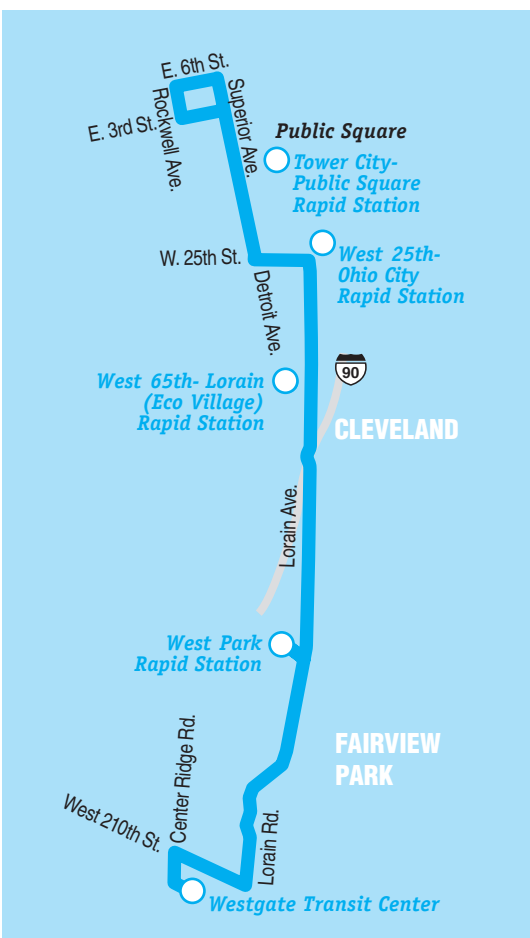 E. 6th St.
E. 3rd St.
Rockwell Ave.
Superior Ave.
Public Square
Tower City-
Public Square
Rapid Station
W. 25th St.
West 25th-
Ohio City
Rapid Station
Detroit Ave.
90
West 65th- Lorain
(Eco Village)
Rapid Station
CLEVELAND
Lorain Ave.
West Park
Rapid Station
FAIRVIEW
PARK
Center Ridge Rd.
West 210th St.
Lorain Rd.
Westgate Transit Center